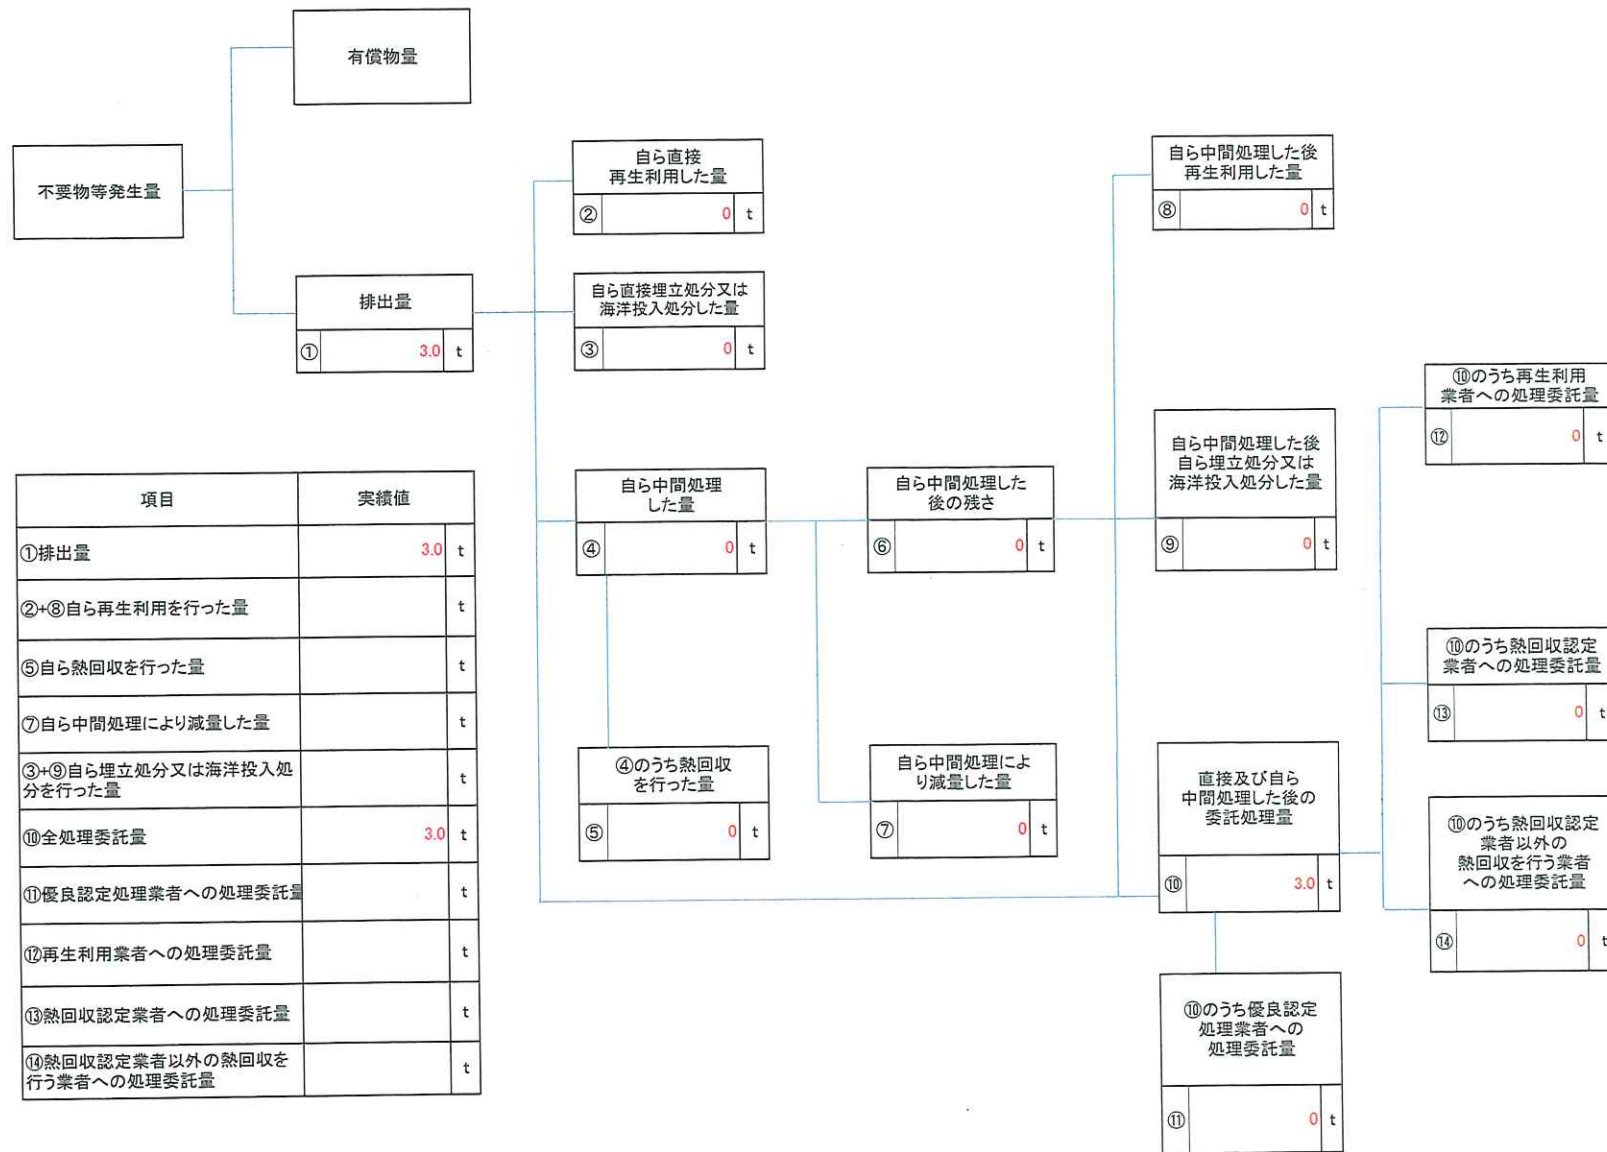 有償物量
不要物等発生量
排出量
① 3.0 t
自ら直接
再生利用した量
② 0 t
自ら直接埋立処分又は
海洋投入処分した量
③ 0 t
自ら中間処理
した量
④ 0 t
④のうち熱回収
を行った量
⑤ 0 t
自ら中間処理した
後の残さ
⑥ 0 t
自ら中間処理によ
り減量した量
⑦ 0 t
自ら中間処理した後
再生利用した量
⑧ 0 t
自ら中間処理した後
自ら埋立処分又は
海洋投入処分した量
⑨ 0 t
直接及び自ら
中間処理した後の
委託処理量
⑩ 3.0 t
⑩のうち優良認定
処理業者への
処理委託量
⑪ 0 t
⑩のうち再生利用
業者への処理委託量
⑫ 0 t
⑩のうち熱回収認定
業者への処理委託量
⑬ 0 t
⑩のうち熱回収認定
業者以外の
熱回収を行う業者
への処理委託量
⑭ 0 t
項目 実績値
①排出量 3.0 t
②+⑧自ら再生利用を行った量 t
⑤自ら熱回収を行った量 t
⑦自ら中間処理により減量した量 t
③+⑨自ら埋立処分又は海洋投入処
分を行った量 t
⑩全処理委託量 3.0 t
⑪優良認定処理業者への処理委託量 t
⑫再生利用業者への処理委託量 t
⑬熱回収認定業者への処理委託量 t
⑭熱回収認定業者以外の熱回収を
行う業者への処理委託量 t